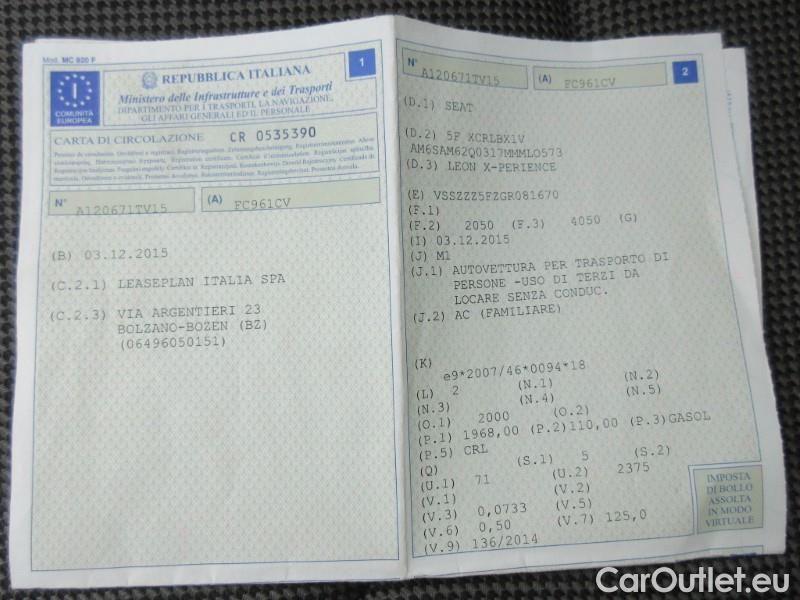 Mod. MC 820 F
1
I
COMUNITÀ
EUROPEA
REPUBBLICA ITALIANA
Ministero delle Infrastrutture e dei Trasporti
DIPARTIMENTO PER I TRASPORTI, LA NAVIGAZIONE,
GLI AFFARI GENERALI ED IL PERSONALE
CARTA DI CIRCOLAZIONE CR 0535390
N° A120671TV15 (A) FC961CV
(B) 03.12.2015
(C.2.1) LEASEPLAN ITALIA SPA
(C.2.3) VIA ARGENTIERI 23
BOLZANO-BOZEN (BZ)
(06496050151)
N° A120671TV15 (A) FC961CV 2
(D.1) SEAT
(D.2) 5F XCRLBX1V
AM6SAM62Q0317MMMLO573
(D.3) LEON X-PERIENCE
(E) VSSZZZ5FZGR081670
(F.1)
(F.2) 2050 (F.3) 4050 (G)
(I) 03.12.2015
(J) M1
(J.1) AUTOVETTURA PER TRASPORTO DI
PERSONE -USO DI TERZI DA
LOCARE SENZA CONDUC.
(J.2) AC (FAMILIARE)
(K)
e9*2007/46*0094*18
(L) 2 (N.1) (N.2)
(N.3) (N.4) (N.5)
(O.1) 2000 (O.2)
(P.1) 1968,00 (P.2)110,00 (P.3)GASOL
(P.5) CRL
(Q) (S.1) 5 (S.2)
(U.1) 71 (U.2) 2375
(V.1) (V.2)
(V.3) 0,0733 (V.5)
(V.6) 0,50 (V.7) 125,0
(V.9) 136/2014
IMPOSTA
DI BOLLO
ASSOLTA
IN MODO
VIRTUALE
CarOutlet.eu